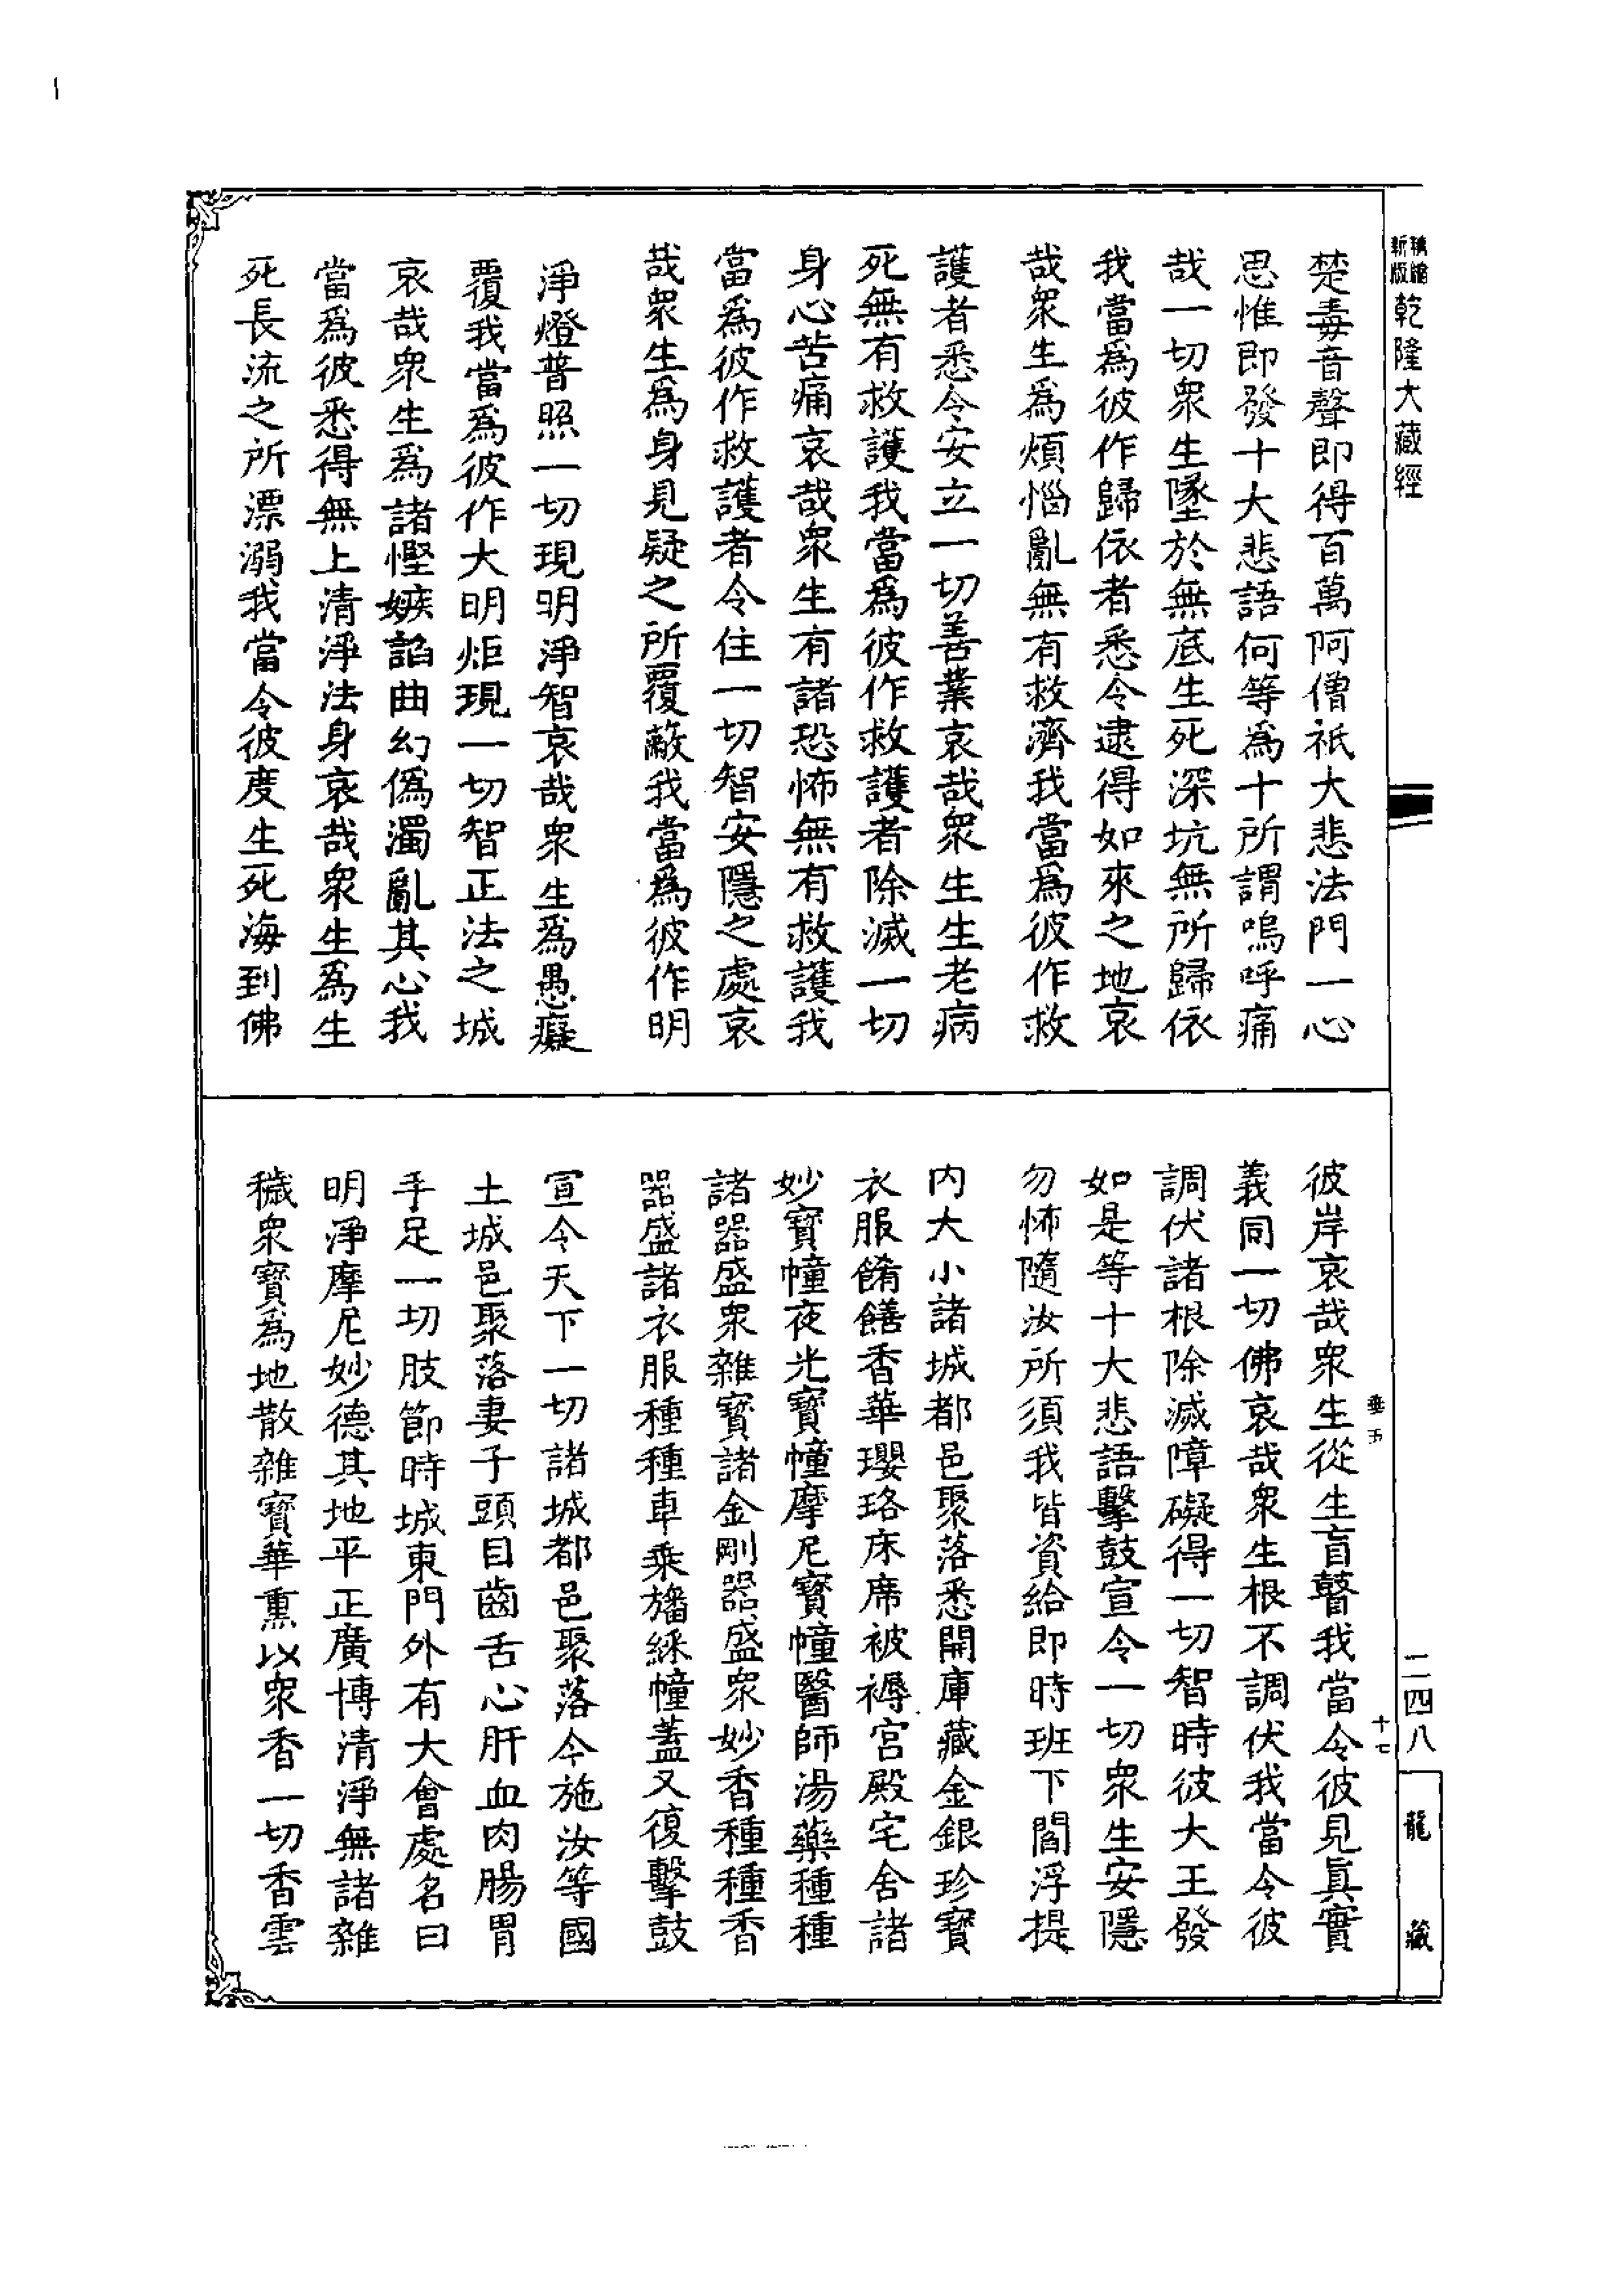 乾隆大藏經
楚毒音聲即得百萬阿僧祇大悲法門一心
思惟即發十大悲語何等爲十所謂嗚呼痛
哉一切衆生墜於無底生死深坑無所歸依
我當爲彼作歸依者悉令逮得如來之地哀
哉衆生爲煩惱亂無有救濟我當爲彼作救
護者悉令安立一切善業哀哉衆生生老病
死無有救護我當爲彼作救護者除滅一切
身心苦痛哀哉衆生有諸恐怖無有救護我
當爲彼作救護者令住一切智安隱之處哀
哉衆生爲身見疑之所覆蔽我當爲彼作明
淨燈普照一切現明淨智哀哉衆生爲愚癡
覆我當爲彼作大明炬現一切智正法之城
哀哉衆生爲諸慳嫉諂曲幻僞濁亂其心我
當爲彼悉得無上清淨法身哀哉衆生爲生
死長流之所漂溺我當令彼度生死海到佛
彼岸哀哉衆生從生盲瞽我當令彼見眞實
義同一切佛哀哉衆生根不調伏我當令彼
調伏諸根除滅障礙得一切智時彼大王發
如是等十大悲語擊鼓宣令一切衆生安隱
勿怖隨汝所須我皆資給即時班下閻浮提
内大小諸城都邑聚落悉開庫藏金銀珍寶
衣服餚饍香華瓔珞床席被褥宮殿宅舍諸
妙寶幢夜光寶幢摩尼寶幢醫師湯藥種種
諸器盛衆雜寶諸金剛器盛衆妙香種種香
器盛諸衣服種種車乘旛綵幢蓋又復擊鼓
宣令天下一切諸城都邑聚落今施汝等國
土城邑聚落妻子頭目齒舌心肝血肉腸胃
手足一切肢節時城東門外有大會處名曰
明淨摩尼妙德其地平正廣博清淨無諸雜
穢衆寶爲地散雜寶華熏以衆香一切香雲
垂五
十七
二四八
龍藏